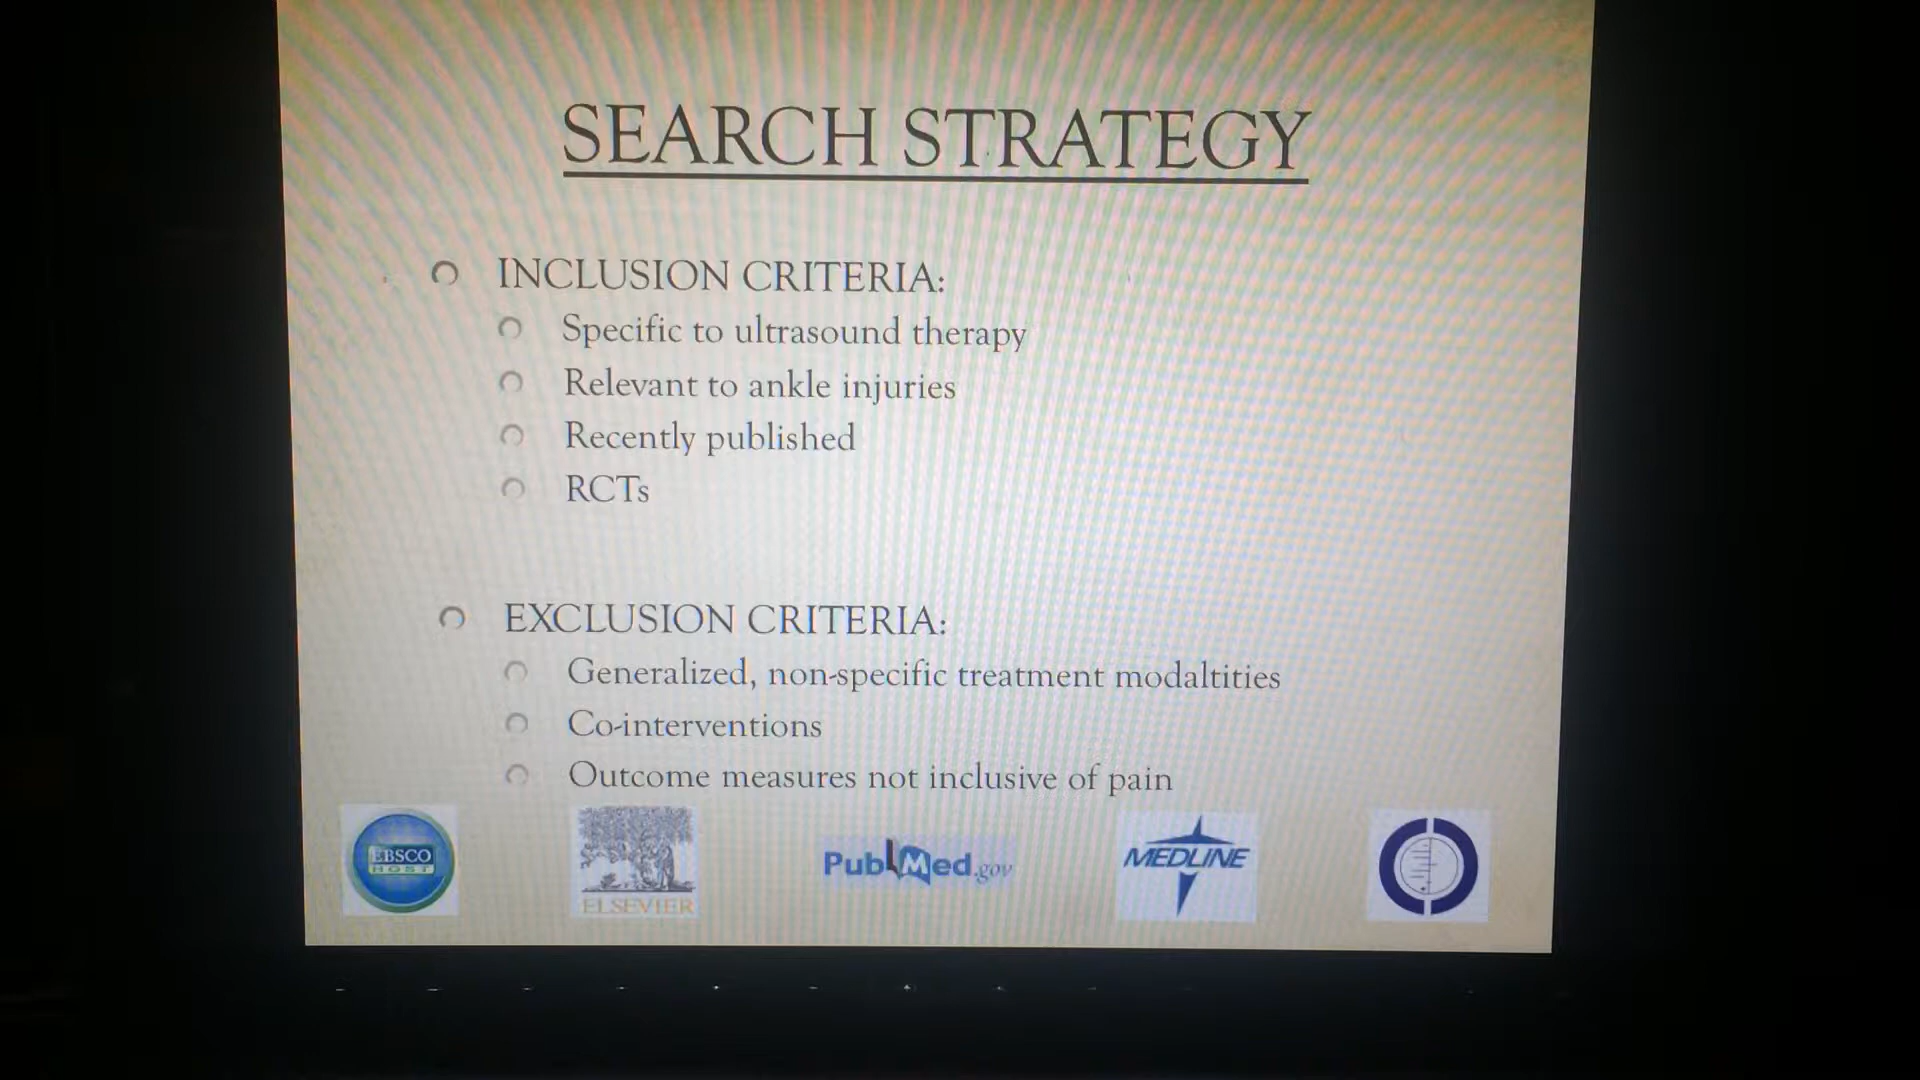 SEARCH STRATEGY
INCLUSION CRITERIA:
Specific to ultrasound therapy
Relevant to ankle injuries
Recently published
RCTs
EXCLUSION CRITERIA:
Generalized, non-specific treatment modaltities
Co-interventions
Outcome measures not inclusive of pain
EBSCO
HOST
ELSEVIER
PubMed.gov
MEDLINE